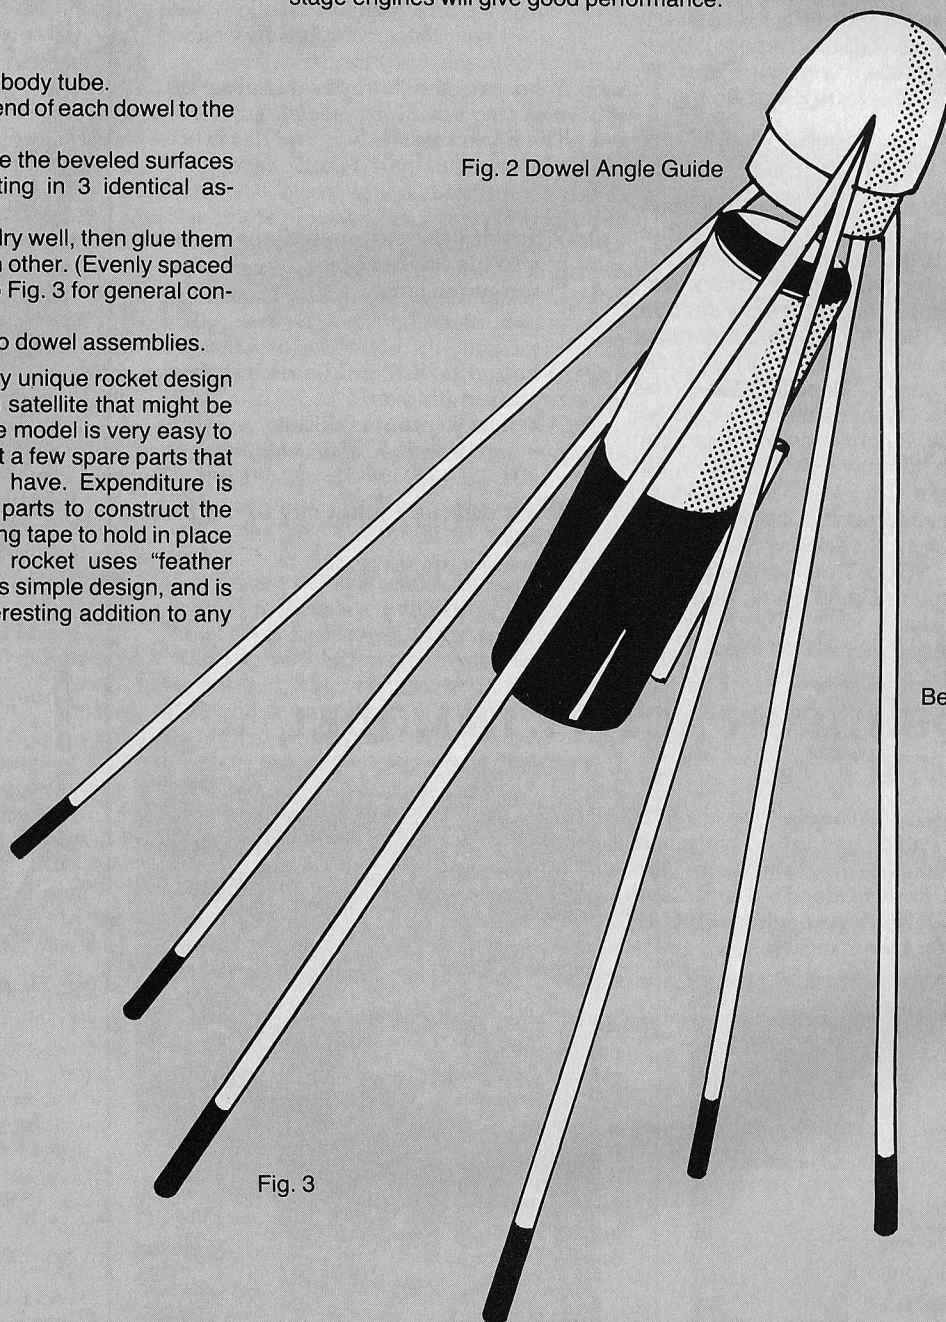 stage engines will give good performance.
body tube.
end of each dowel to the
e the beveled surfaces
ting in 3 identical as-
dry well, then glue them
n other. (Evenly spaced
Fig. 3 for general con-
o dowel assemblies.
y unique rocket design
satellite that might be
e model is very easy to
t a few spare parts that
have. Expenditure is
parts to construct the
ng tape to hold in place
rocket uses “feather
s simple design, and is
eresting addition to any
Fig. 2 Dowel Angle Guide
Be
Fig. 3